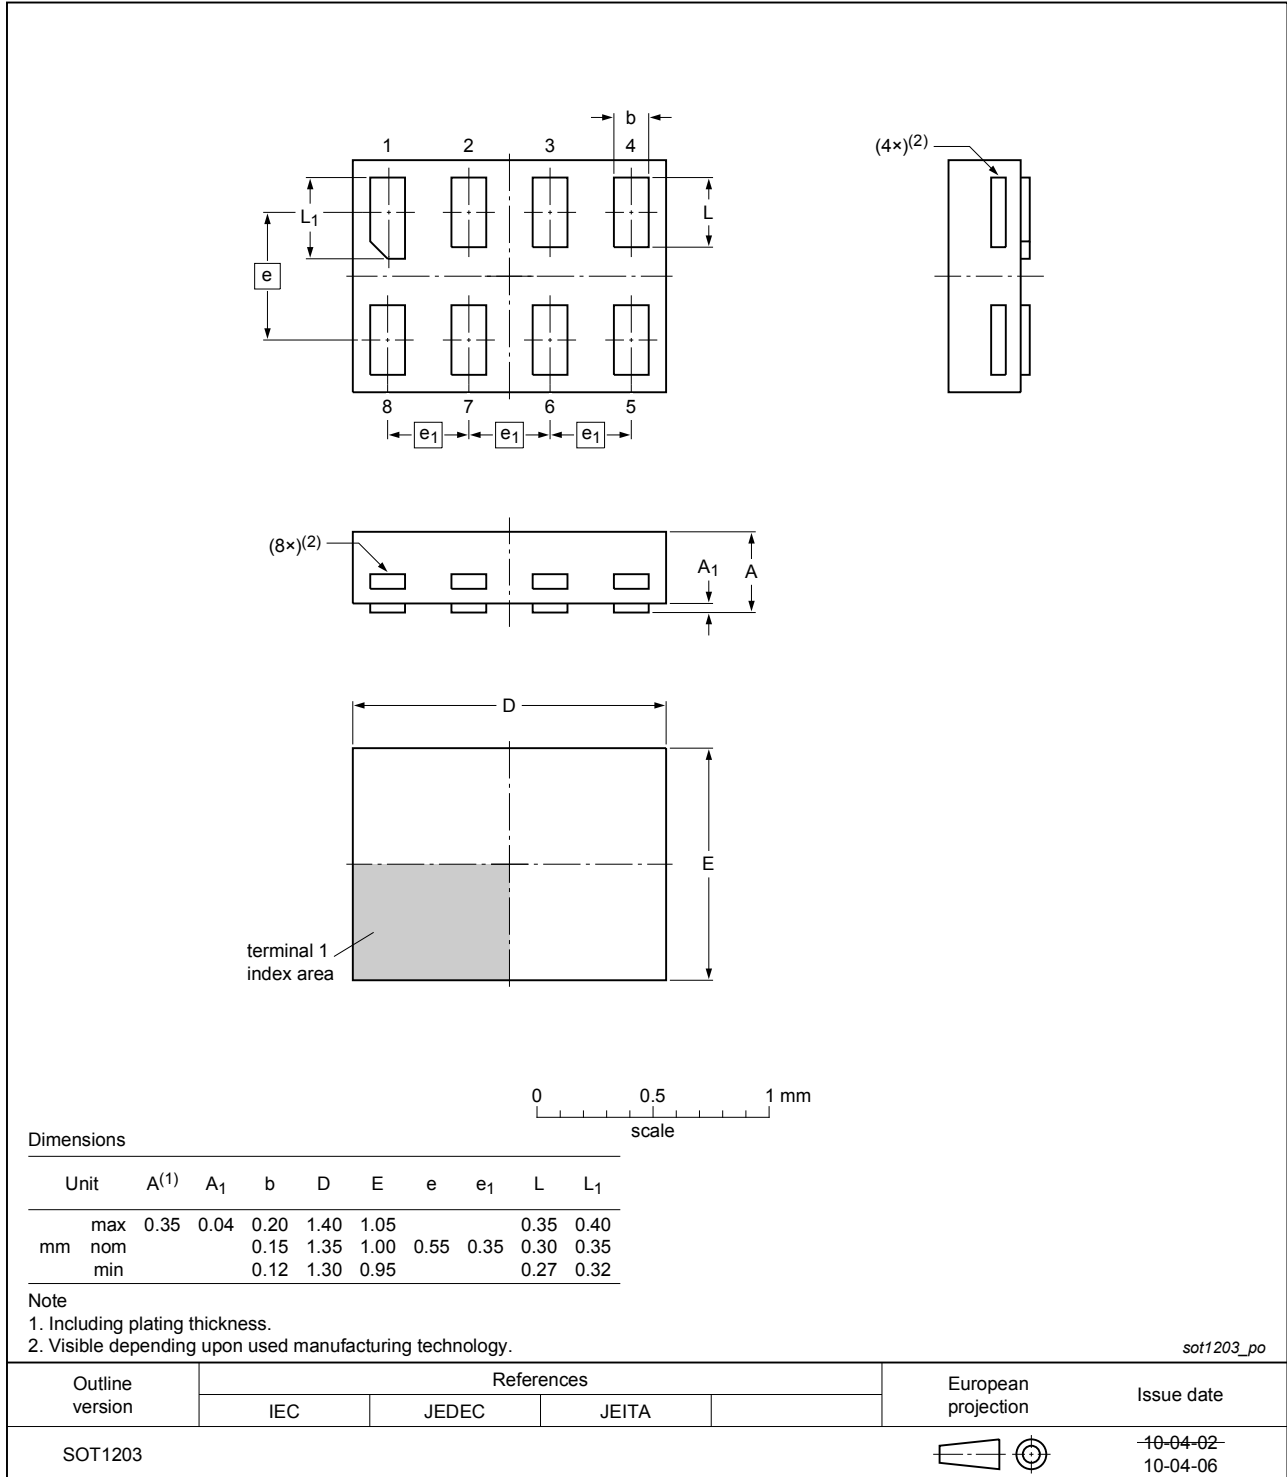 1 2 3 4
b
L1
L
e
8 7 6 5
e1 e1 e1
(4×)(2)
(8×)(2)
A1
A
D
E
terminal 1
index area
0 0.5 1 mm
scale
Dimensions
Unit A(1) A1 b D E e e1 L L1
max 0.35 0.04 0.20 1.40 1.05 0.35 0.40
mm nom 0.15 1.35 1.00 0.55 0.35 0.30 0.35
min 0.12 1.30 0.95 0.27 0.32
Note
1. Including plating thickness.
2. Visible depending upon used manufacturing technology.
sot1203_po
Outline
version
References
IEC JEDEC JEITA
European
projection
Issue date
SOT1203
10-04-02
10-04-06